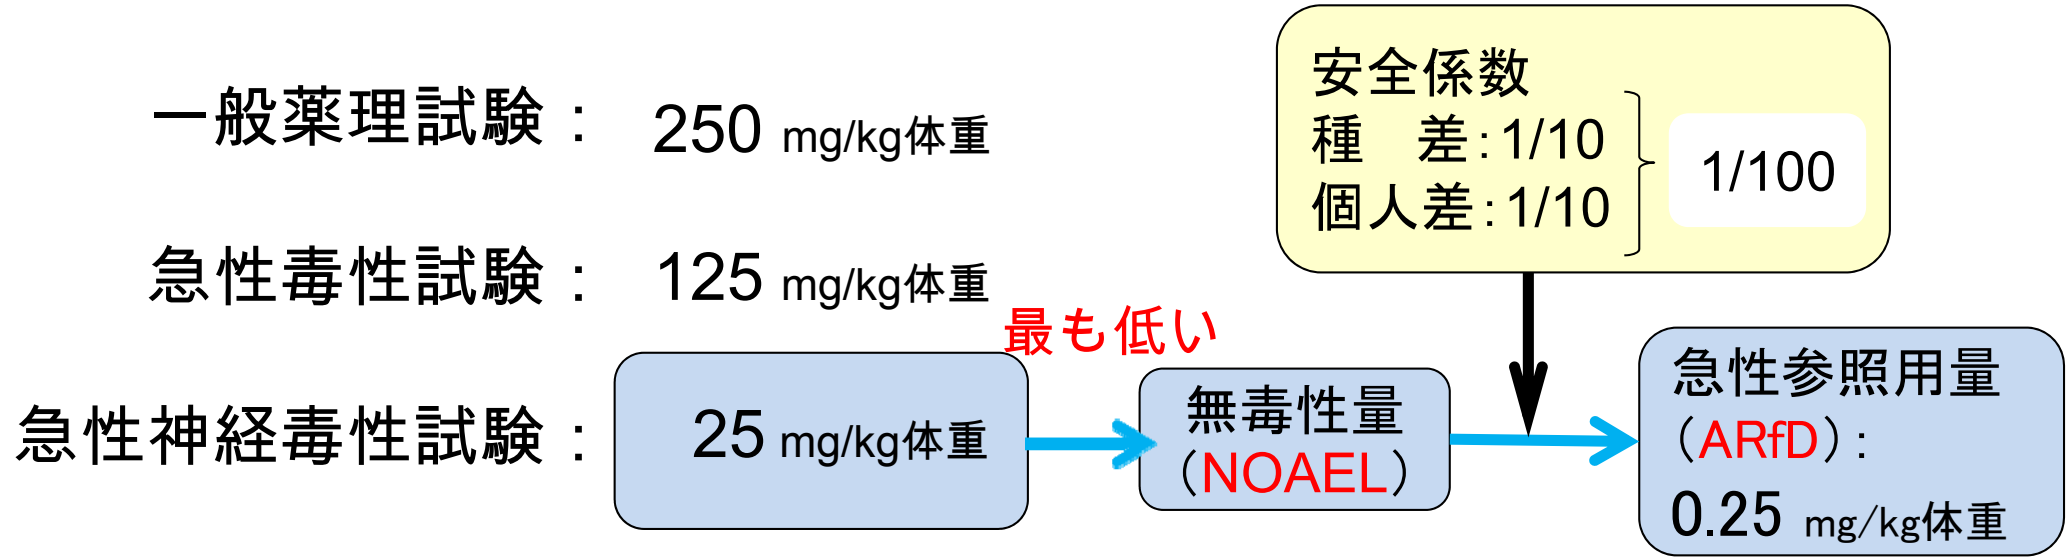 一般薬理試験： 250 mg/kg体重
急性毒性試験： 125 mg/kg体重
急性神経毒性試験： 25 mg/kg体重
最も低い
無毒性量
（NOAEL）
安全係数
種　差：1/10
個人差：1/10
1/100
急性参照用量
（ARfD）：
0.25 mg/kg体重